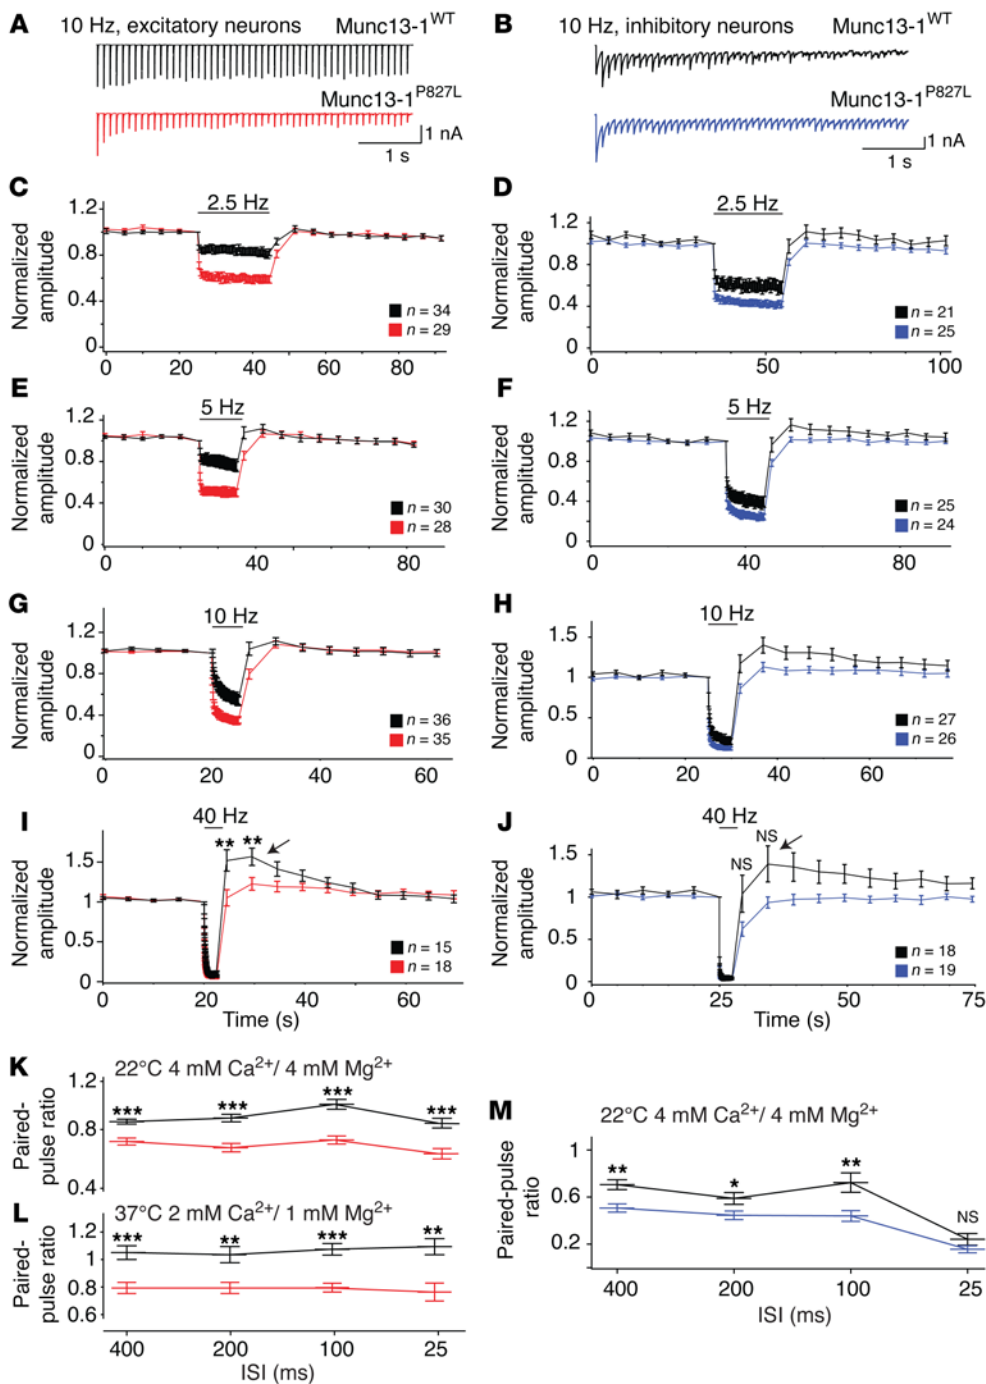 A
10 Hz, excitatory neurons Munc13-1^WT
Munc13-1^P827L
1 nA
1 s
B
10 Hz, inhibitory neurons Munc13-1^WT
Munc13-1^P827L
1 nA
1 s
C
2.5 Hz
Normalized
amplitude
1.2
0.8
0.4
0
n = 34
n = 29
0 20 40 60 80
D
2.5 Hz
Normalized
amplitude
1.2
0.8
0.4
0
n = 21
n = 25
0 50 100
E
5 Hz
Normalized
amplitude
1.2
0.8
0.4
0
n = 30
n = 28
0 40 60 80
F
5 Hz
Normalized
amplitude
1.2
0.8
0.4
0
n = 25
n = 24
0 40 80
G
10 Hz
Normalized
amplitude
1.2
0.8
0.4
0
n = 36
n = 35
0 20 40 60
H
10 Hz
Normalized
amplitude
1.5
1
0.5
0
n = 27
n = 26
0 20 40 60
I
40 Hz
** **
Normalized
amplitude
1.5
1
0.5
0
n = 15
n = 18
0 20 40 60
Time (s)
J
40 Hz
NS
NS
Normalized
amplitude
1.5
1
0.5
0
n = 18
n = 19
0 25 50 75
Time (s)
K
22°C 4 mM Ca²⁺/ 4 mM Mg²⁺
Paired-
pulse ratio
1.2
0.8
0.4
*** *** *** ***
L
37°C 2 mM Ca²⁺/ 1 mM Mg²⁺
Paired-
pulse ratio
1.2
1
0.8
0.6
*** ** *** **
400 200 100 25
ISI (ms)
M
22°C 4 mM Ca²⁺/ 4 mM Mg²⁺
Paired-pulse
ratio
1
0.6
0.2
** * ** NS
400 200 100 25
ISI (ms)